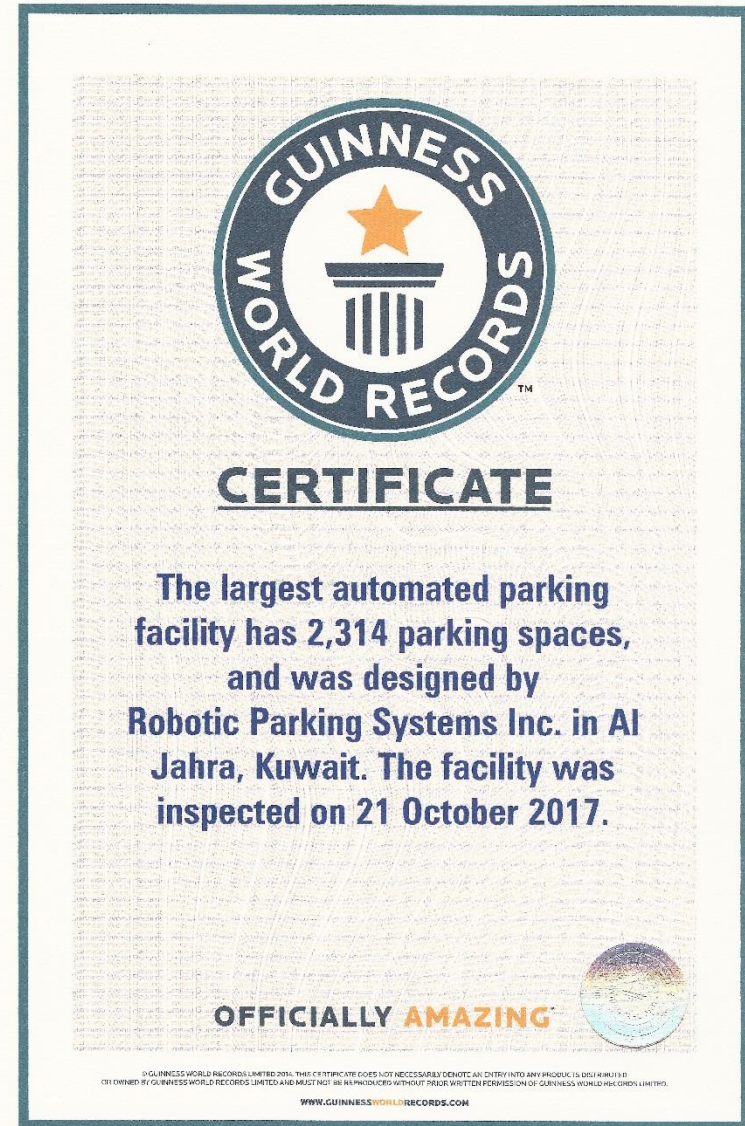 GUINNESS
WORLD RECORDS
TM
CERTIFICATE
The largest automated parking
facility has 2,314 parking spaces,
and was designed by
Robotic Parking Systems Inc. in Al
Jahra, Kuwait. The facility was
inspected on 21 October 2017.
OFFICIALLY AMAZING
© GUINNESS WORLD RECORDS LIMITED 2014. THIS CERTIFICATE DOES NOT NECESSARILY DENOTE AN ENTRY INTO ANY PRODUCTS DISTRIBUTED
OR OWNED BY GUINNESS WORLD RECORDS LIMITED AND MUST NOT BE REPRODUCED WITHOUT PRIOR WRITTEN PERMISSION OF GUINNESS WORLD RECORDS LIMITED.
WWW.GUINNESSWORLDRECORDS.COM